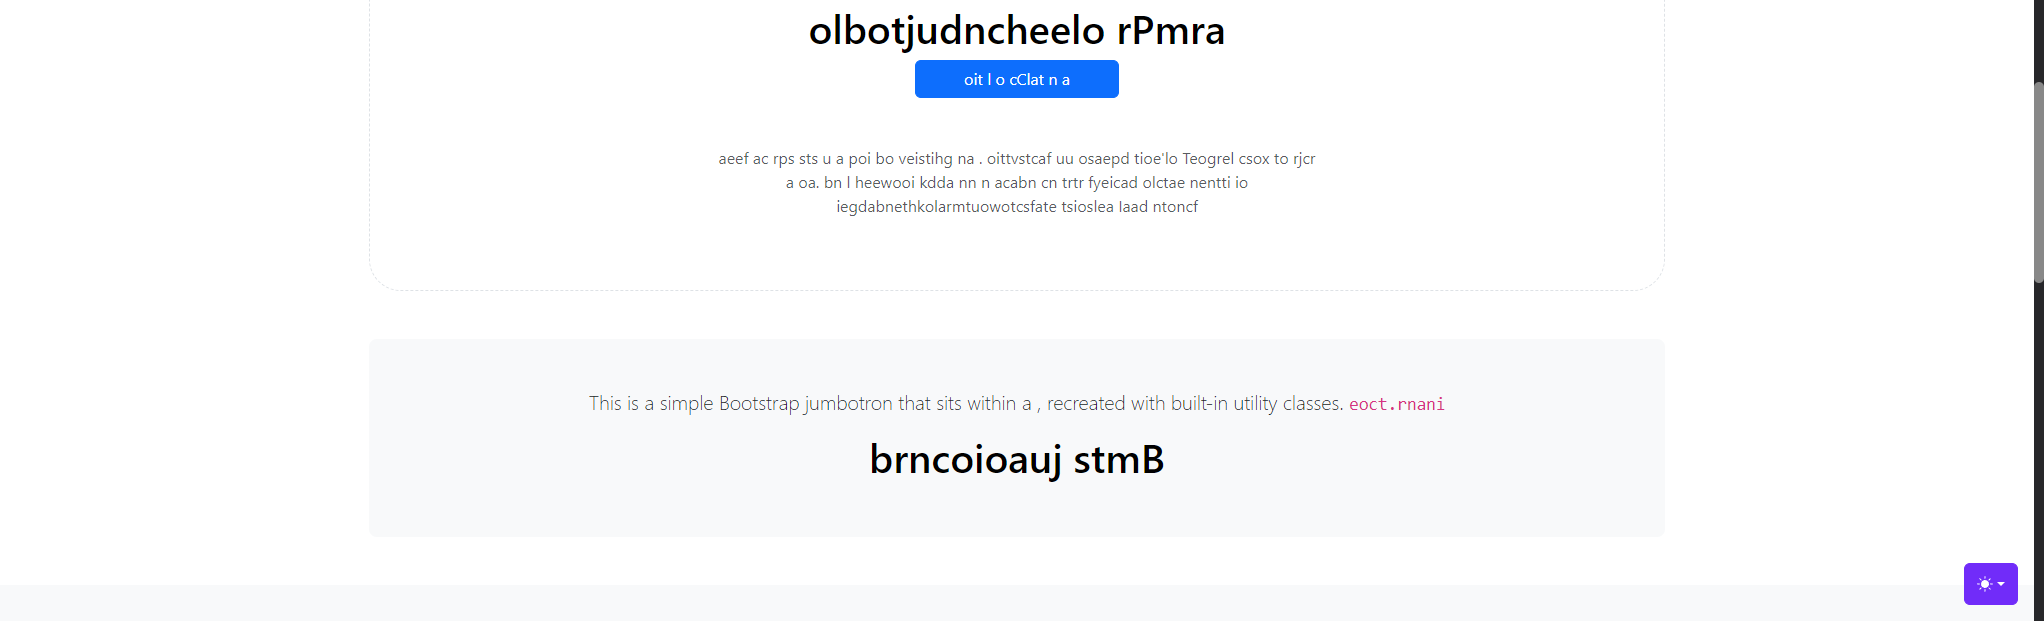 olbotjudncheelo rPmra
oit l o cClat n a
aeef ac rps sts u a poi bo veistihg na . oittvstcaf uu osaepd tioe'lo Teogrel csox to rjcr
a oa. bn l heewooi kdda nn n acabn cn trtr fyeicad olctae nentti io
iegdabnethkolarmtuowotcsfate tsioslea Iaad ntoncf
This is a simple Bootstrap jumbotron that sits within a , recreated with built-in utility classes. eoct.rnani
brncoioauj stmB